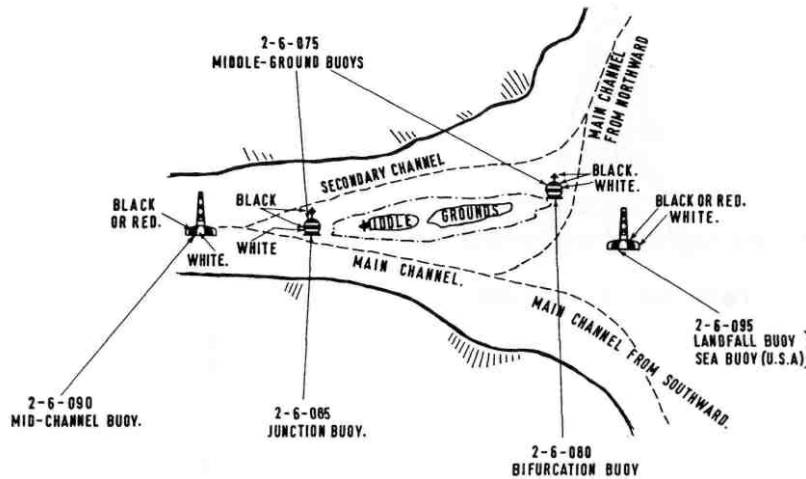 2-6-075
MIDDLE-GROUND BUOYS
MAIN CHANNEL
FROM NORTHWARD
SECONDARY CHANNEL
BLACK.
WHITE.
BLACK
OR RED.
BLACK
BLACK OR RED.
WHITE.
MIDDLE GROUNDS
WHITE.
WHITE
MAIN CHANNEL.
MAIN CHANNEL FROM SOUTHWARD.
2-6-095
LANDFALL BUOY
SEA BUOY (U.S.A)
2-6-090
MID-CHANNEL BUOY.
2-6-085
JUNCTION BUOY.
2-6-080
BIFURCATION BUOY